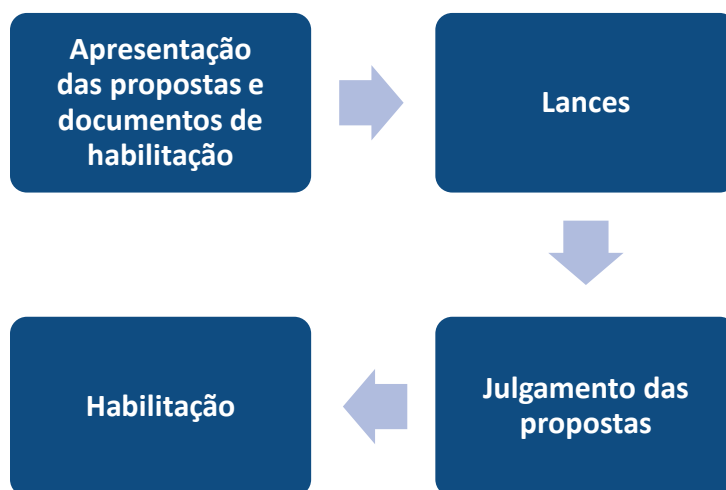 Apresentação
das propostas e
documentos de
habilitação
Lances
Julgamento das
propostas
Habilitação